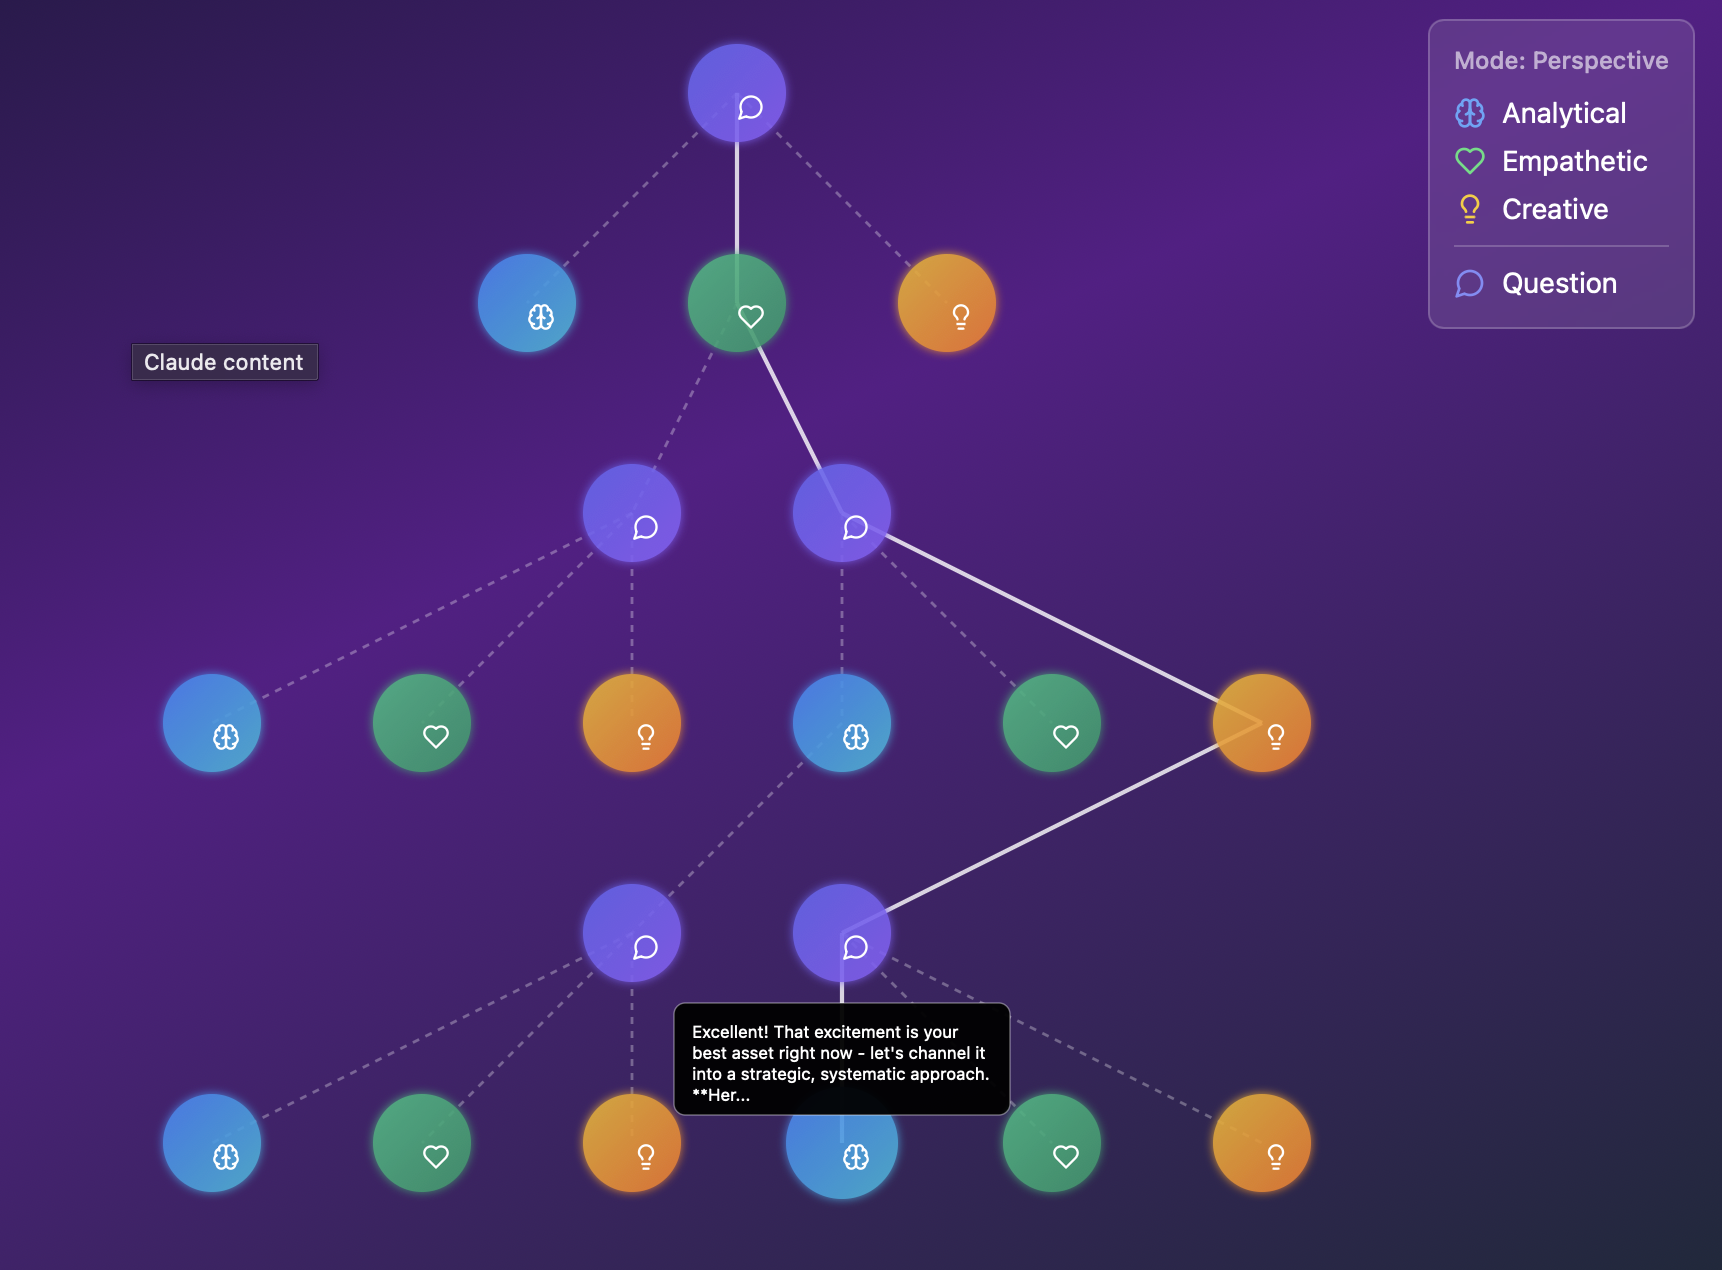 Mode: Perspective
Analytical
Empathetic
Creative
Question
Claude content
Excellent! That excitement is your
best asset right now - let's channel it
into a strategic, systematic approach.
**Her...